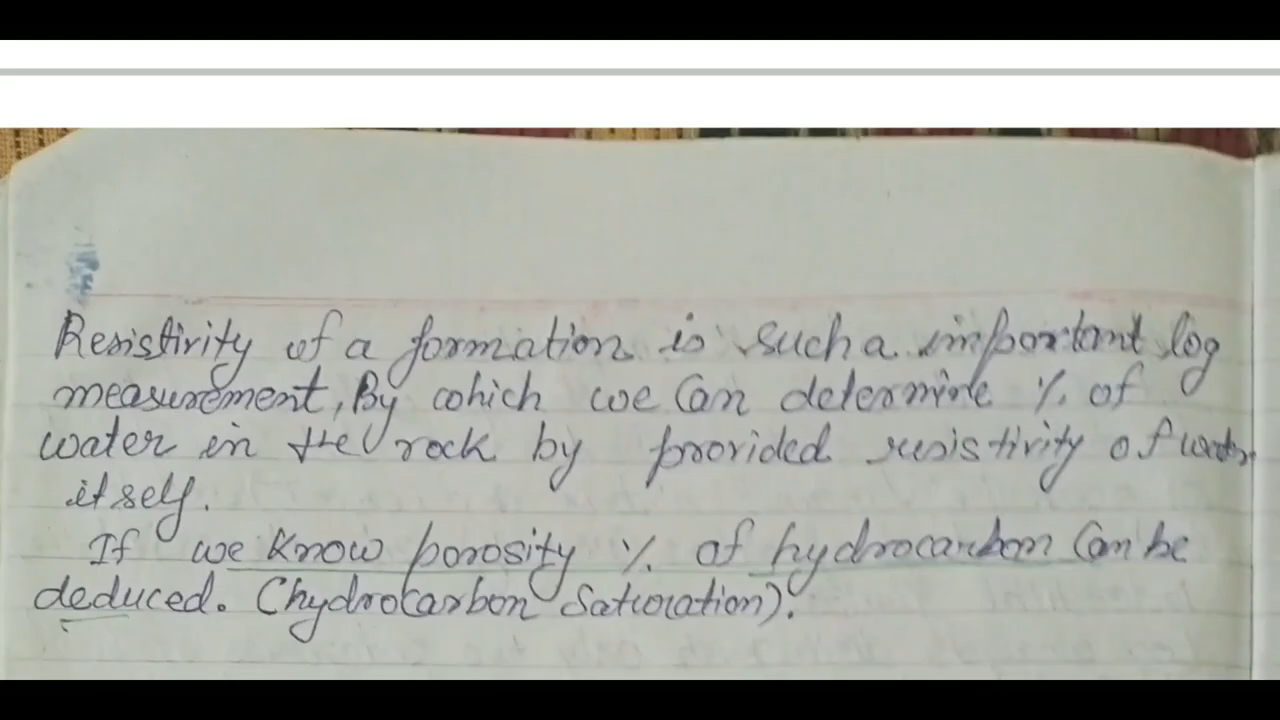 Resistivity of a formation is such a important log
measurement, By which we can determine % of
water in the rock by provided resistivity of water
itself.
If we know porosity % of hydrocarbon can be
deduced. (hydrocarbon saturation).